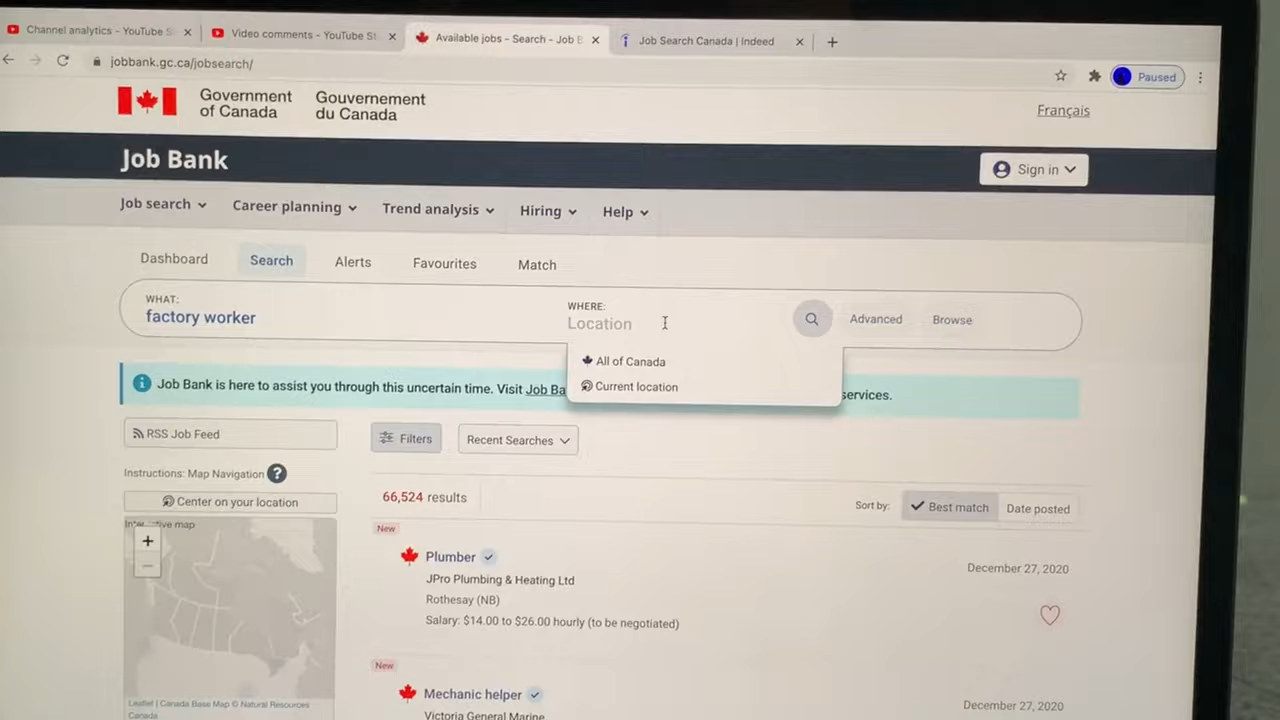 Channel analytics - YouTube S
Video comments - YouTube St
Available jobs - Search - Job B
Job Search Canada | Indeed
jobbank.gc.ca/jobsearch/
Paused
Government of Canada
Gouvernement du Canada
Français
Job Bank
Sign in
Job search
Career planning
Trend analysis
Hiring
Help
Dashboard
Search
Alerts
Favourites
Match
WHAT:
factory worker
WHERE:
Location
Advanced
Browse
All of Canada
Current location
Job Bank is here to assist you through this uncertain time. Visit Job Ba
services.
RSS Job Feed
Filters
Recent Searches
Instructions: Map Navigation ?
Center on your location
66,524 results
Sort by:
Best match
Date posted
+
−
New
Plumber
December 27, 2020
JPro Plumbing & Heating Ltd
Rothesay (NB)
Salary: $14.00 to $26.00 hourly (to be negotiated)
New
Mechanic helper
December 27, 2020
Victoria General Marine
Leaflet | Canada Base Map © Natural Resources
Canada